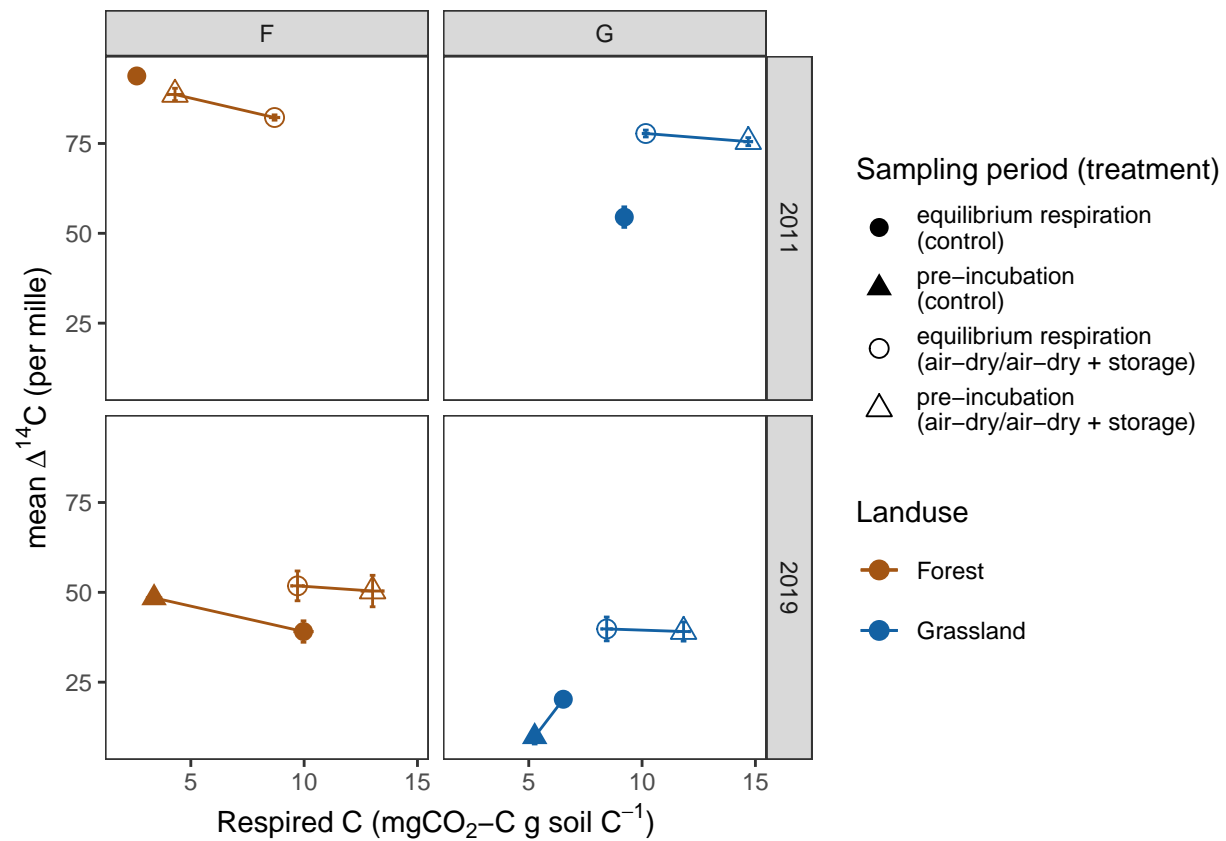 F
G
75
50
25
2011
75
50
25
2019
5
10
15
5
10
15
mean Δ¹⁴C (per mille)
Respired C (mgCO₂−C g soil C⁻¹)
Sampling period (treatment)
equilibrium respiration
(control)
pre−incubation
(control)
equilibrium respiration
(air−dry/air−dry + storage)
pre−incubation
(air−dry/air−dry + storage)
Landuse
Forest
Grassland